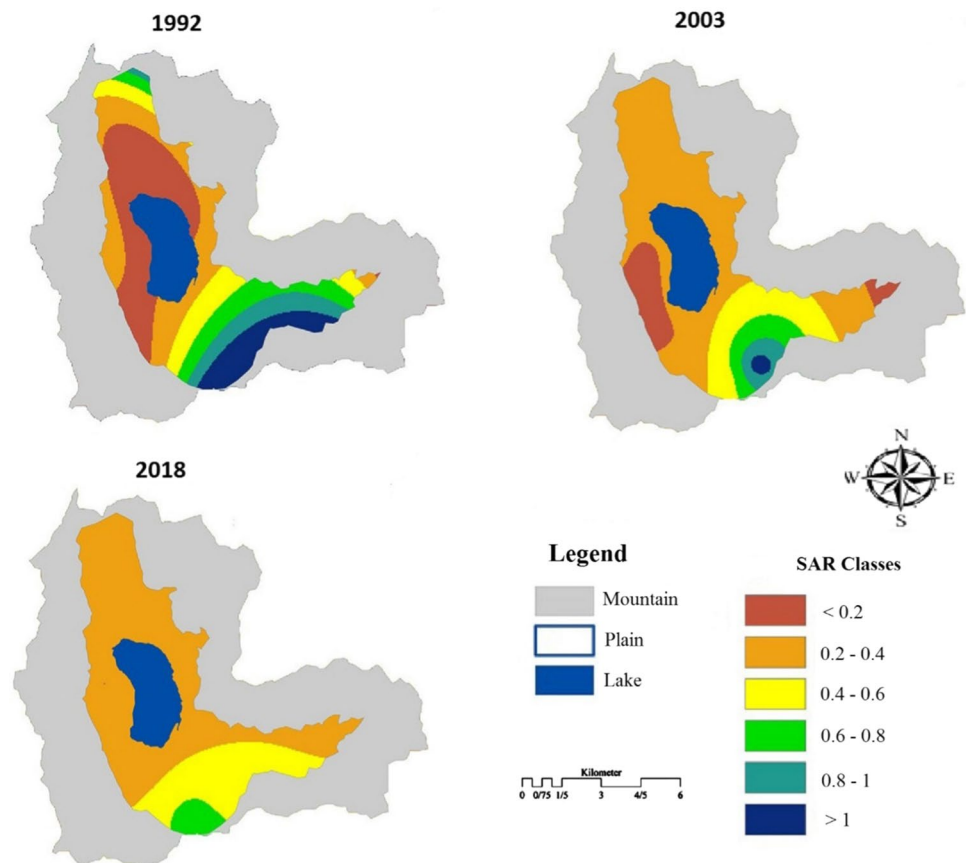 1992
2003
2018
N
W
E
S
Legend
Mountain
Plain
Lake
Kilometer
0 0/75 1/5 3 4/5 6
SAR Classes
< 0.2
0.2 - 0.4
0.4 - 0.6
0.6 - 0.8
0.8 - 1
> 1